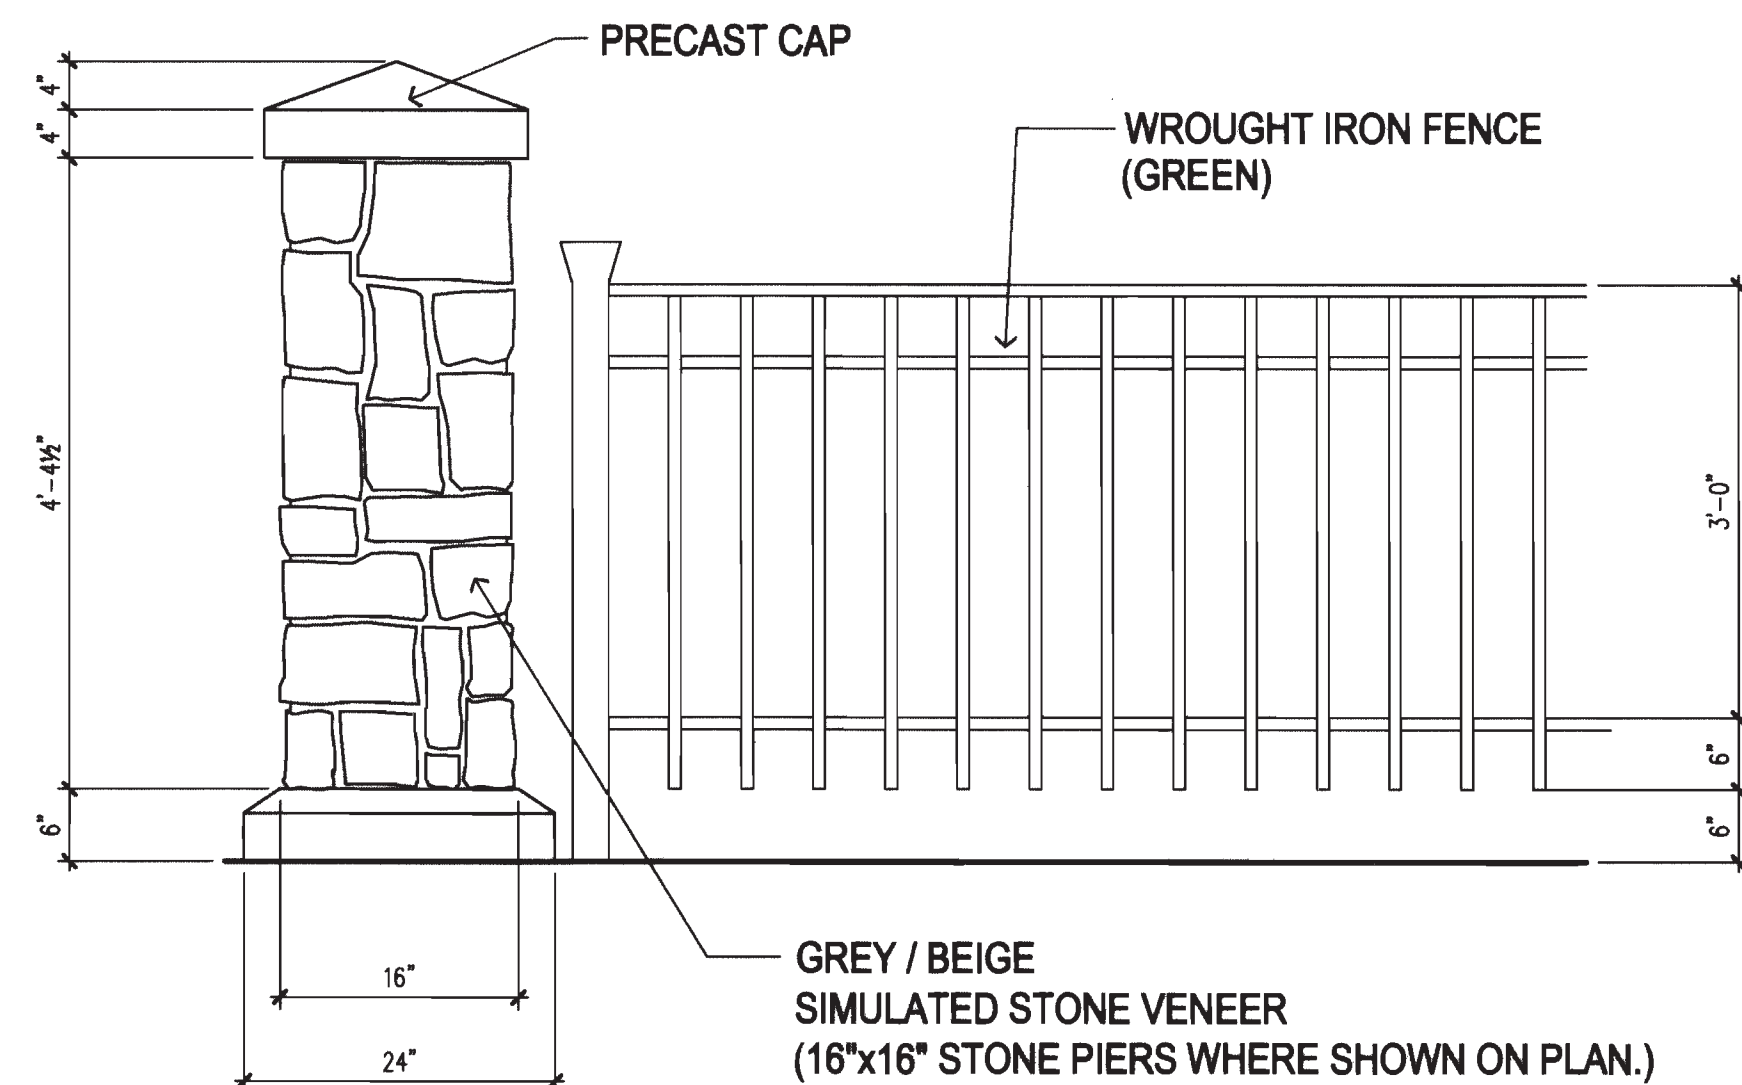 PRECAST CAP
WROUGHT IRON FENCE
(GREEN)
4"
4"
4'-4½"
6"
3'-0"
6"
6"
16"
24"
GREY / BEIGE
SIMULATED STONE VENEER
(16"x16" STONE PIERS WHERE SHOWN ON PLAN.)